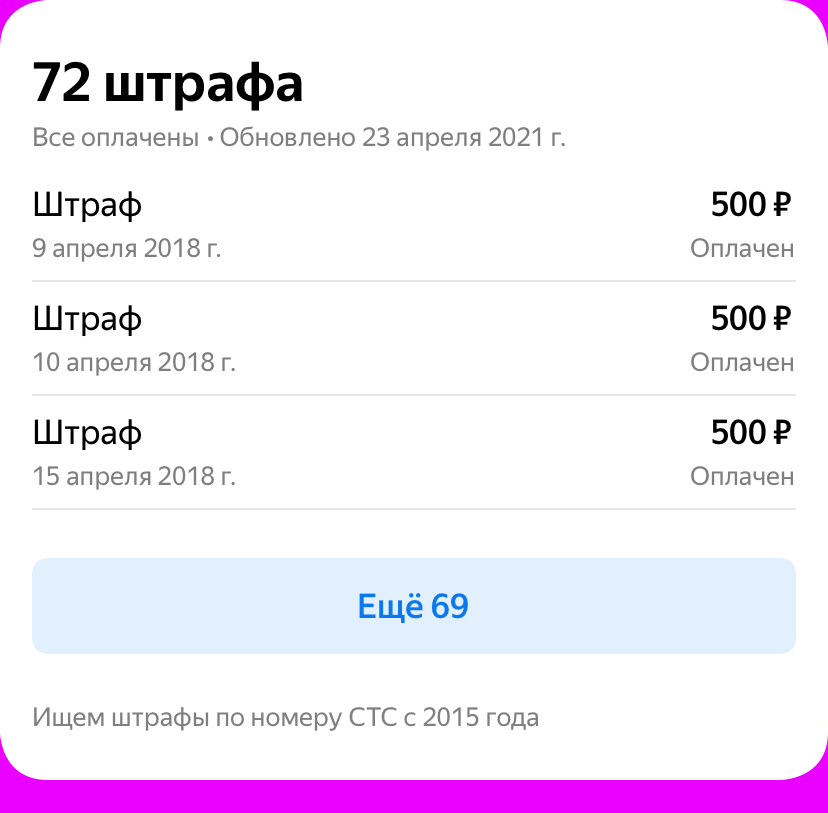 72 штрафа
Все оплачены • Обновлено 23 апреля 2021 г.
Штраф 500 ₽
9 апреля 2018 г. Оплачен
Штраф 500 ₽
10 апреля 2018 г. Оплачен
Штраф 500 ₽
15 апреля 2018 г. Оплачен
Ещё 69
Ищем штрафы по номеру СТС с 2015 года